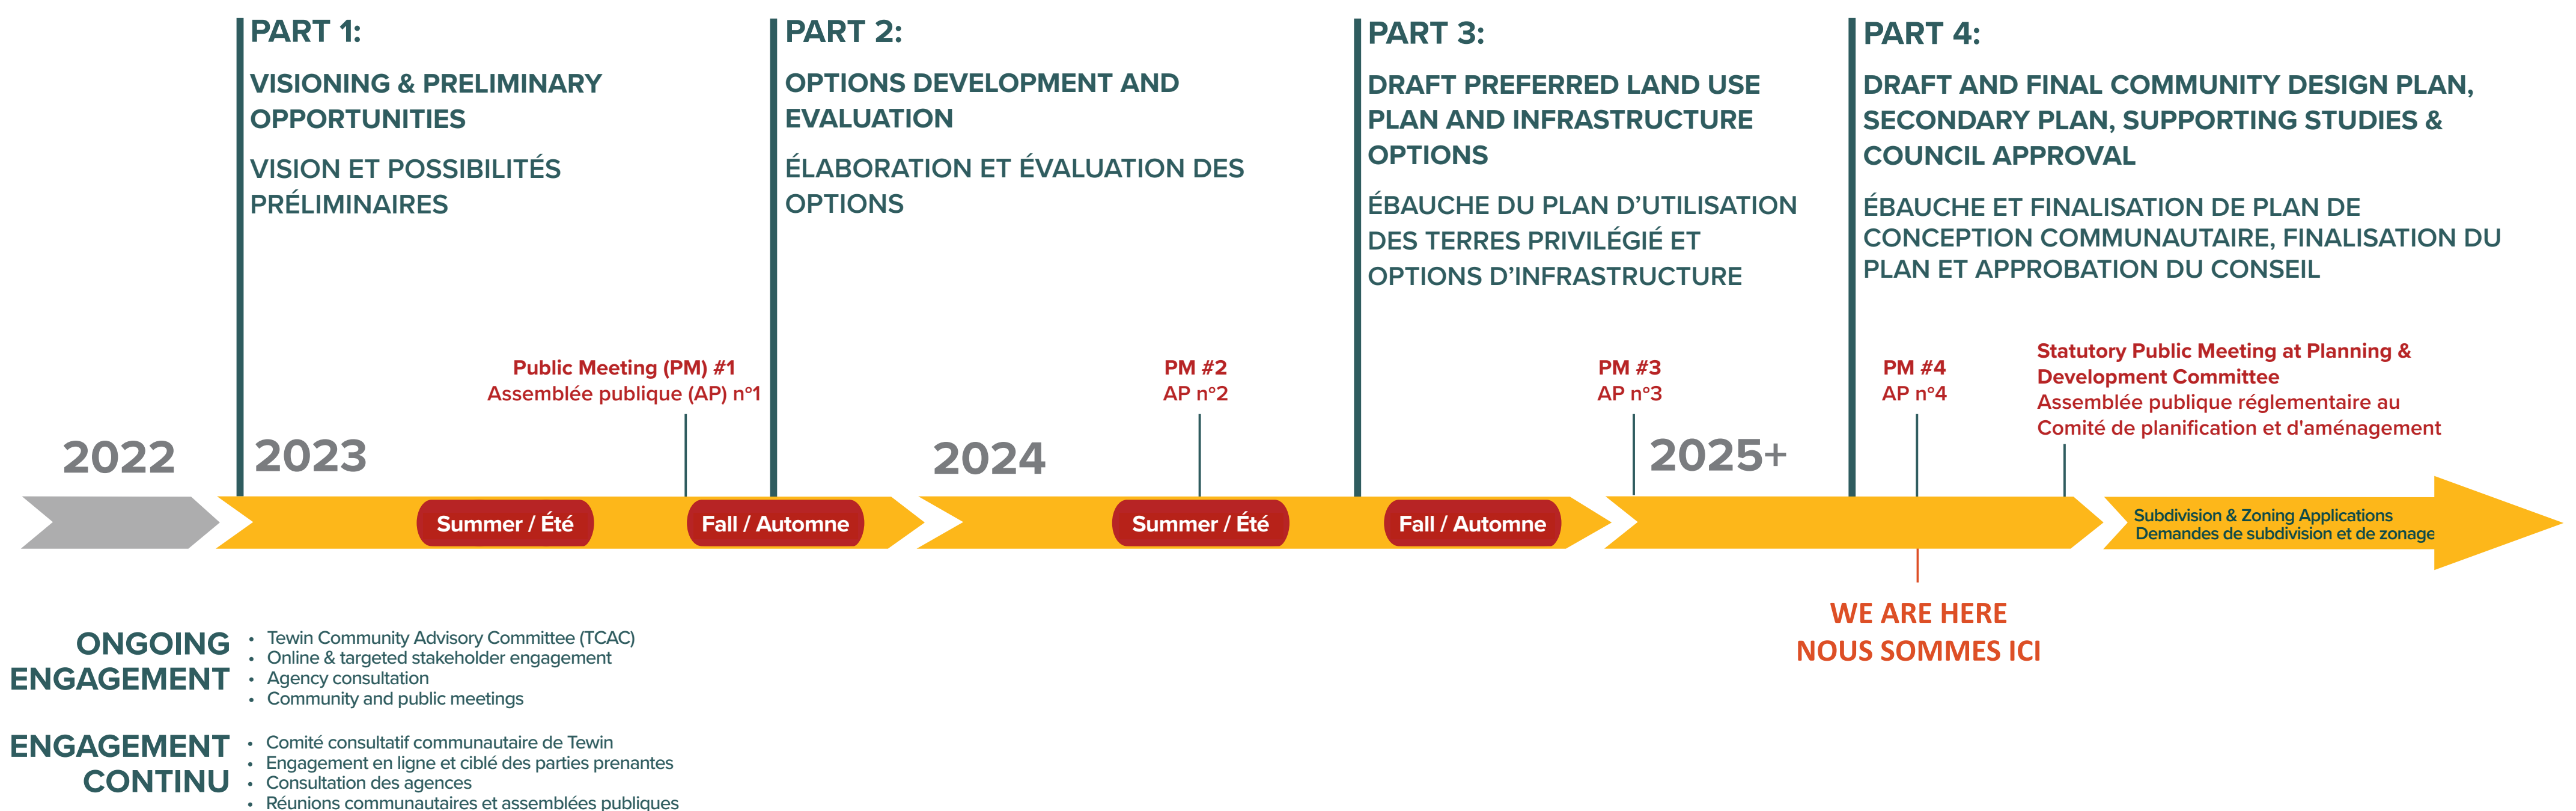 PART 1:
VISIONING & PRELIMINARY
OPPORTUNITIES
VISION ET POSSIBILITÉS
PRÉLIMINAIRES
PART 2:
OPTIONS DEVELOPMENT AND
EVALUATION
ÉLABORATION ET ÉVALUATION DES
OPTIONS
PART 3:
DRAFT PREFERRED LAND USE
PLAN AND INFRASTRUCTURE
OPTIONS
ÉBAUCHE DU PLAN D’UTILISATION
DES TERRES PRIVILÉGIÉ ET
OPTIONS D’INFRASTRUCTURE
PART 4:
DRAFT AND FINAL COMMUNITY DESIGN PLAN,
SECONDARY PLAN, SUPPORTING STUDIES &
COUNCIL APPROVAL
ÉBAUCHE ET FINALISATION DE PLAN DE
CONCEPTION COMMUNAUTAIRE, FINALISATION DU
PLAN ET APPROBATION DU CONSEIL
Public Meeting (PM) #1
Assemblée publique (AP) nº1
PM #2
AP nº2
PM #3
AP nº3
PM #4
AP nº4
Statutory Public Meeting at Planning &
Development Committee
Assemblée publique réglementaire au
Comité de planification et d'aménagement
2022
2023
2024
2025+
Summer / Été
Fall / Automne
Summer / Été
Fall / Automne
Subdivision & Zoning Applications
Demandes de subdivision et de zonage
WE ARE HERE
NOUS SOMMES ICI
ONGOING
ENGAGEMENT
• Tewin Community Advisory Committee (TCAC)
• Online & targeted stakeholder engagement
• Agency consultation
• Community and public meetings
ENGAGEMENT
CONTINU
• Comité consultatif communautaire de Tewin
• Engagement en ligne et ciblé des parties prenantes
• Consultation des agences
• Réunions communautaires et assemblées publiques